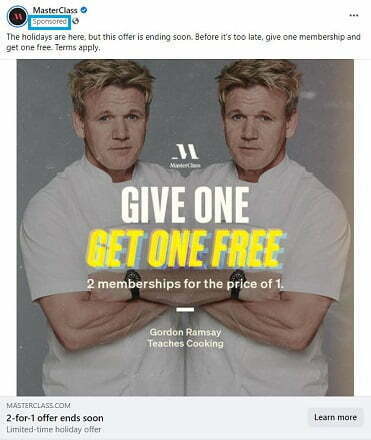 MasterClass
Sponsored
The holidays are here, but this offer is ending soon. Before it's too late, give one membership and
get one free. Terms apply.
MasterClass
GIVE ONE
GET ONE FREE
2 memberships for the price of 1.
Gordon Ramsay
Teaches Cooking
MASTERCLASS.COM
2-for-1 offer ends soon
Learn more
Limited-time holiday offer